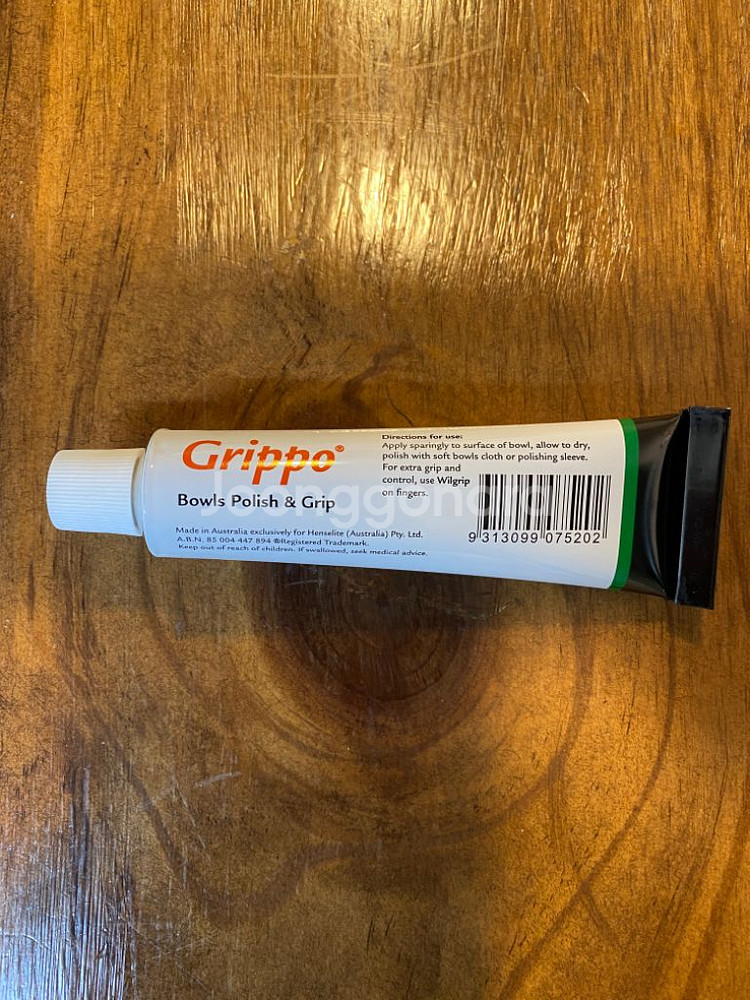 Grippo®
Bowls Polish & Grip
Made in Australia exclusively for Henselite (Australia) Pty. Ltd.
A.B.N. 85 004 447 894 ®Registered Trademark.
Keep out of reach of children. If swallowed, seek medical advice.
Directions for use:
Apply sparingly to surface of bowl, allow to dry,
polish with soft bowls cloth or polishing sleeve.
For extra grip and
control, use Wilgrip
on fingers.
9 313099 075202
Joonggonara